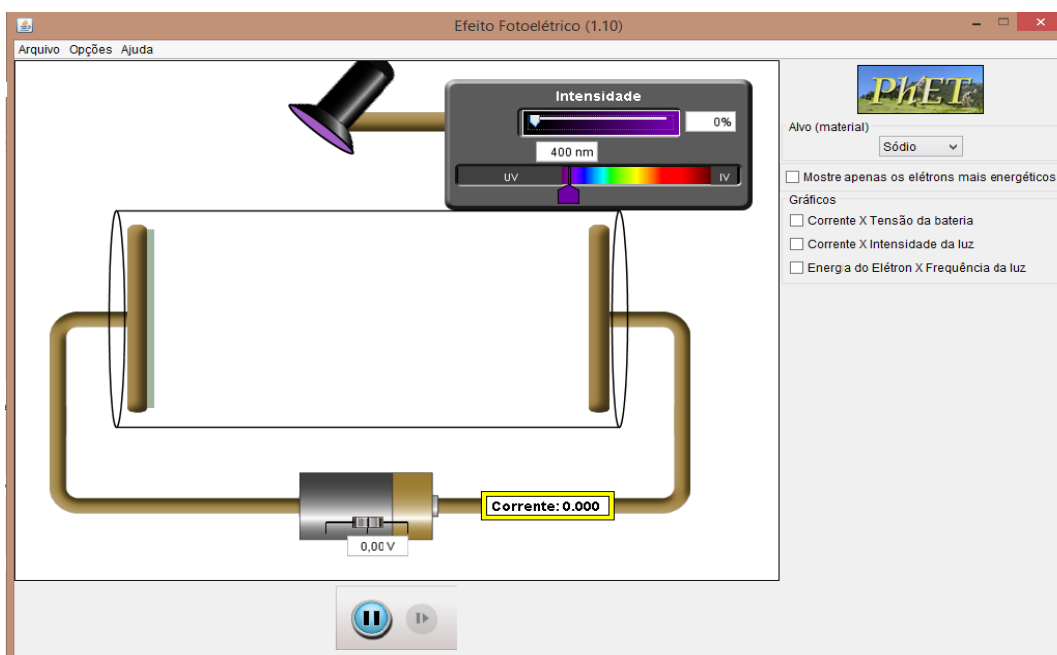 Efeito Fotoelétrico (1.10)
Arquivo Opções Ajuda
Intensidade
0%
400 nm
UV
IV
PhET
Alvo (material)
Sódio
Mostre apenas os elétrons mais energéticos
Gráficos
Corrente X Tensão da bateria
Corrente X Intensidade da luz
Energia do Elétron X Frequência da luz
Corrente: 0.000
0,00 V